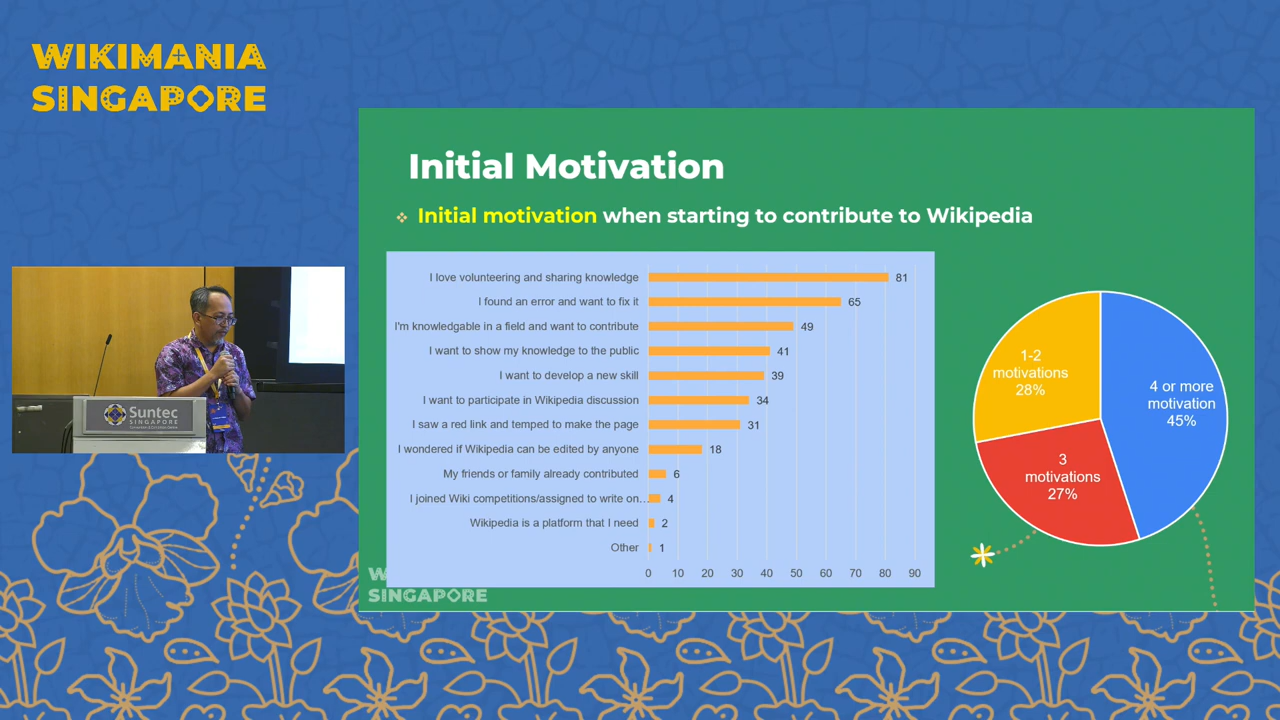 WIKIMANIA
SINGAPORE
Initial Motivation
Initial motivation when starting to contribute to Wikipedia
I love volunteering and sharing knowledge 81
I found an error and want to fix it 65
I'm knowledgable in a field and want to contribute 49
I want to show my knowledge to the public 41
I want to develop a new skill 39
I want to participate in Wikipedia discussion 34
I saw a red link and temped to make the page 31
I wondered if Wikipedia can be edited by anyone 18
My friends or family already contributed 6
I joined Wiki competitions/assigned to write on... 4
Wikipedia is a platform that I need 2
Other 1
0 10 20 30 40 50 60 70 80 90
1-2
motivations
28%
4 or more
motivation
45%
3
motivations
27%
W
SINGAPORE
Suntec
SINGAPORE